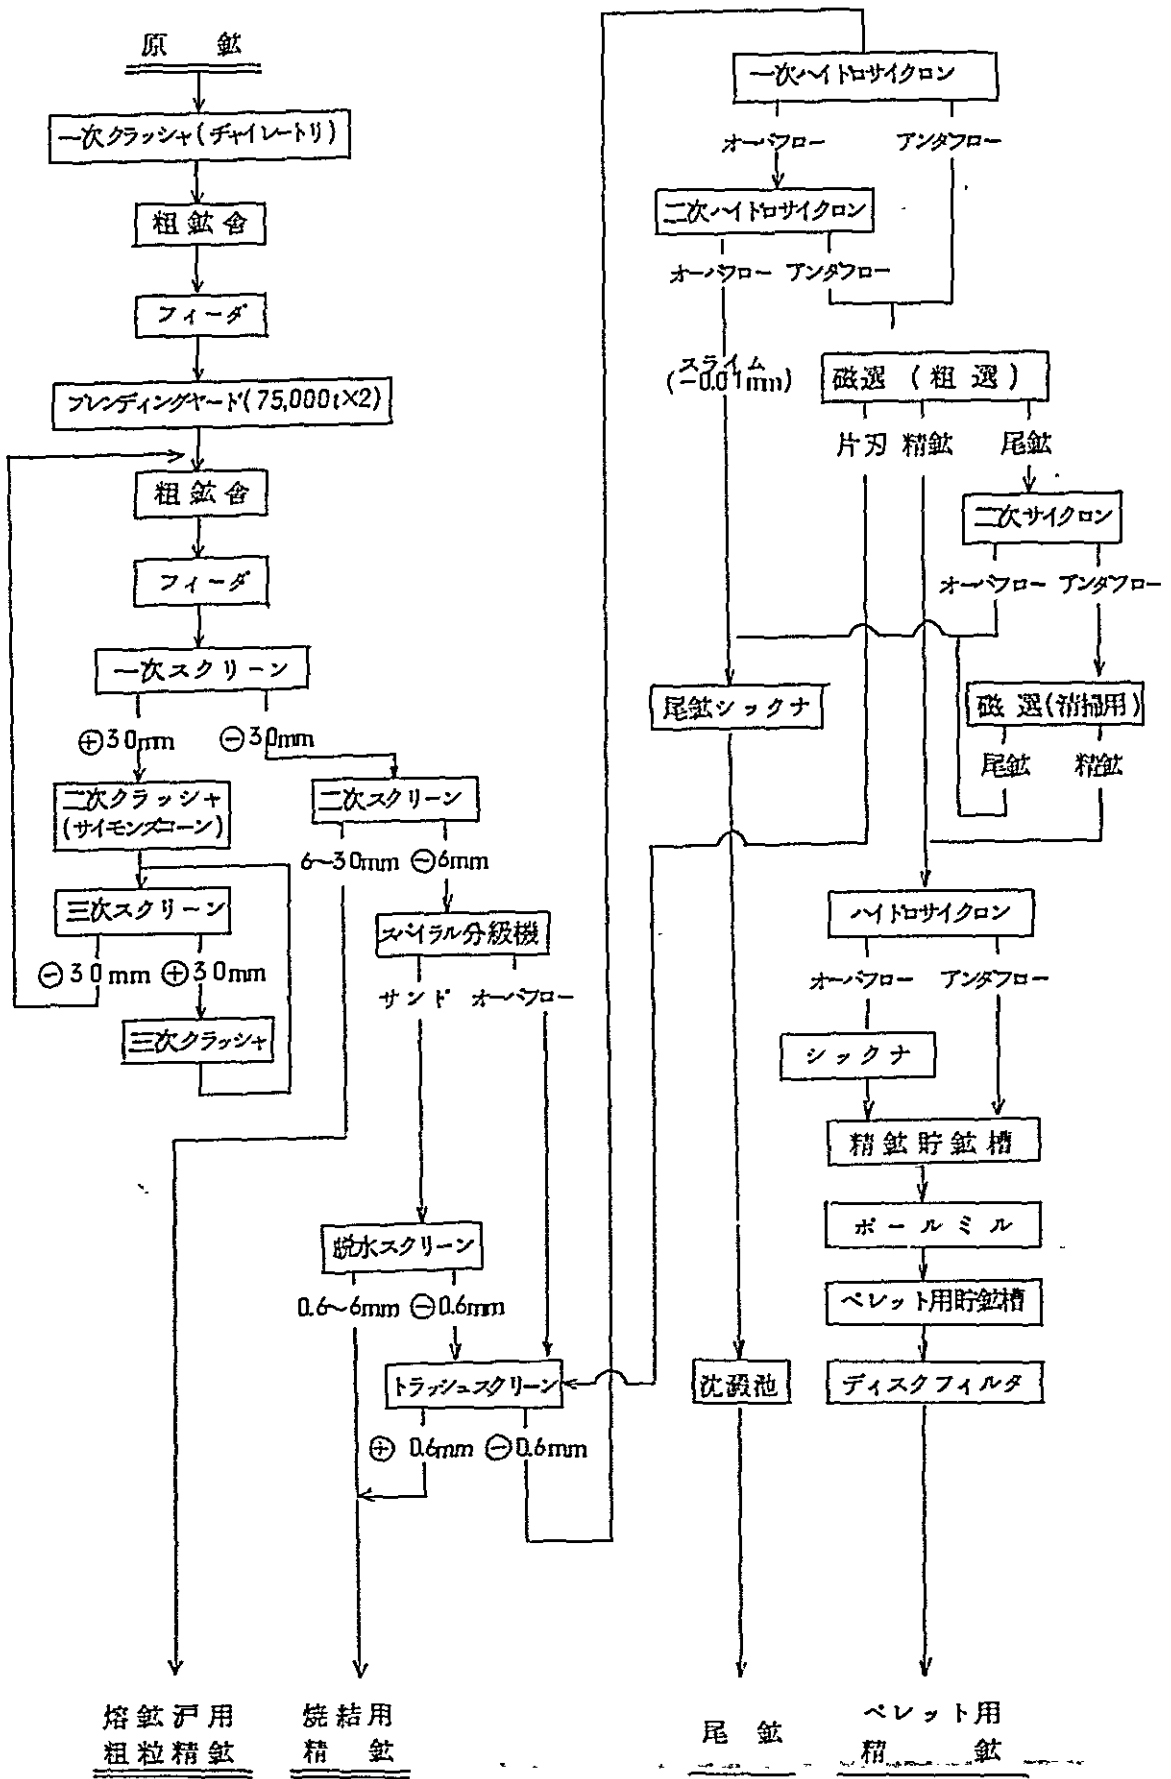 原 鉱
一次クラッシャ(チャイレートリ)
粗鉱舎
フィーダ
ブレンディングヤード(75,000t×2)
粗鉱舎
フィーダ
一次スクリーン
⊕30mm ⊖30mm
二次クラッシャ
(サイモンズコーン)
二次スクリーン
6~30mm ⊖6mm
三次スクリーン
⊖30mm ⊕30mm
三次クラッシャ
スパイラル分級機
サンド オーバフロー
脱水スクリーン
0.6~6mm ⊖0.6mm
トラッシュスクリーン
⊕ 0.6mm ⊖0.6mm
熔鉱炉用
粗粒精鉱
焼結用
精 鉱
一次ハイドロサイクロン
オーバフロー アンダフロー
二次ハイドロサイクロン
オーバフロー アンダフロー
スライム
(-0.01mm)
磁選(粗選)
片刃 精鉱 尾鉱
二次サイクロン
オーバフロー アンダフロー
尾鉱シックナ
磁選(清掃用)
尾鉱 精鉱
ハイドロサイクロン
オーバフロー アンダフロー
シックナ
精鉱貯鉱槽
ボールミル
ペレット用貯鉱槽
沈澱池
ディスクフィルタ
尾 鉱
ペレット用
精 鉱